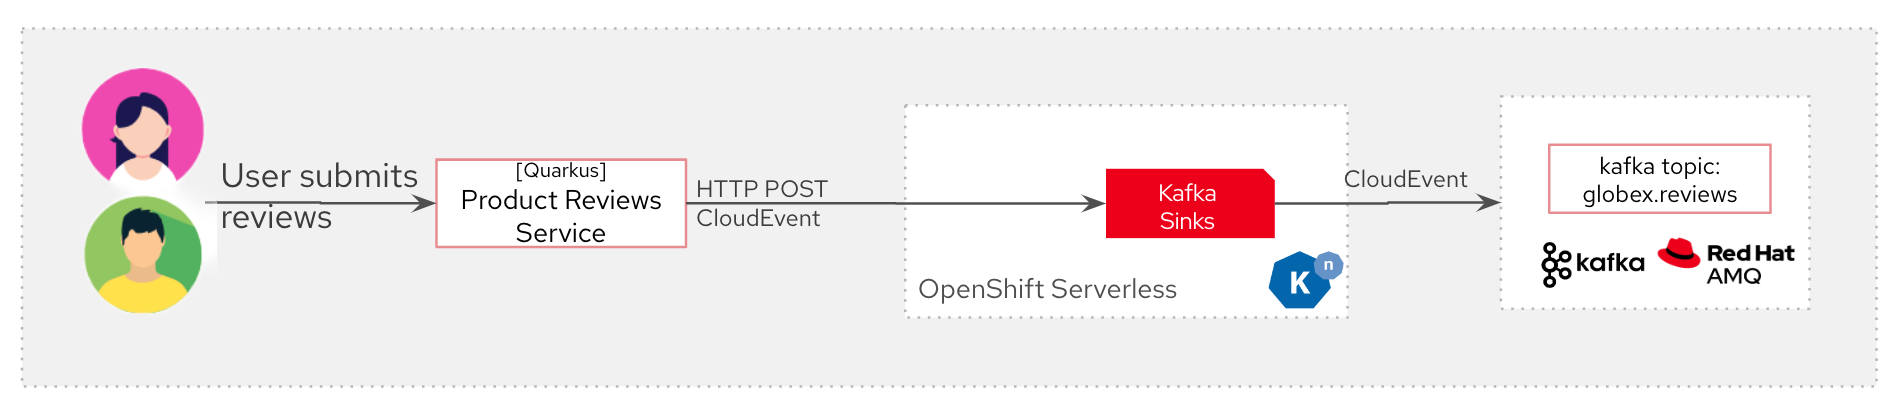 User submits
reviews
[Quarkus]
Product Reviews
Service
HTTP POST
CloudEvent
Kafka
Sinks
OpenShift Serverless
K
n
CloudEvent
kafka topic:
globex.reviews
kafka
Red Hat
AMQ